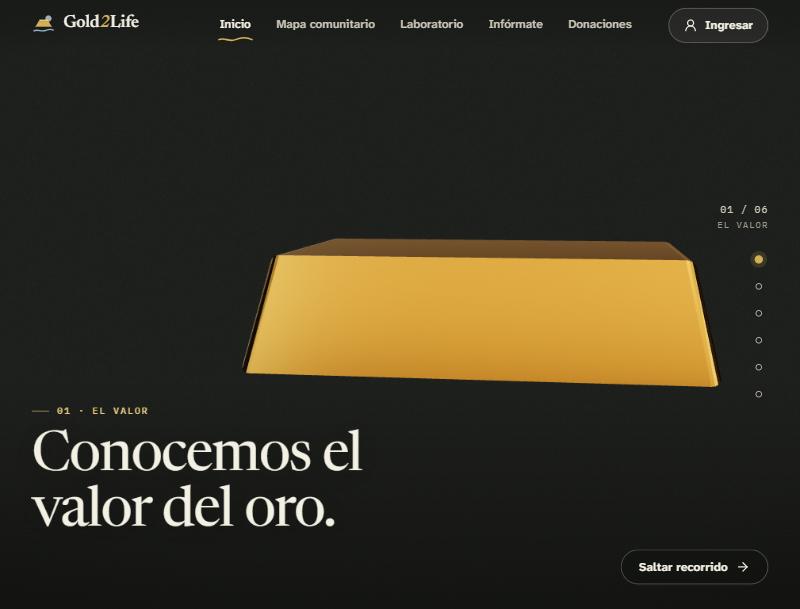 Gold2Life
Inicio
Mapa comunitario
Laboratorio
Infórmate
Donaciones
Ingresar
01 / 06
EL VALOR
01 · EL VALOR
Conocemos el
valor del oro.
Saltar recorrido